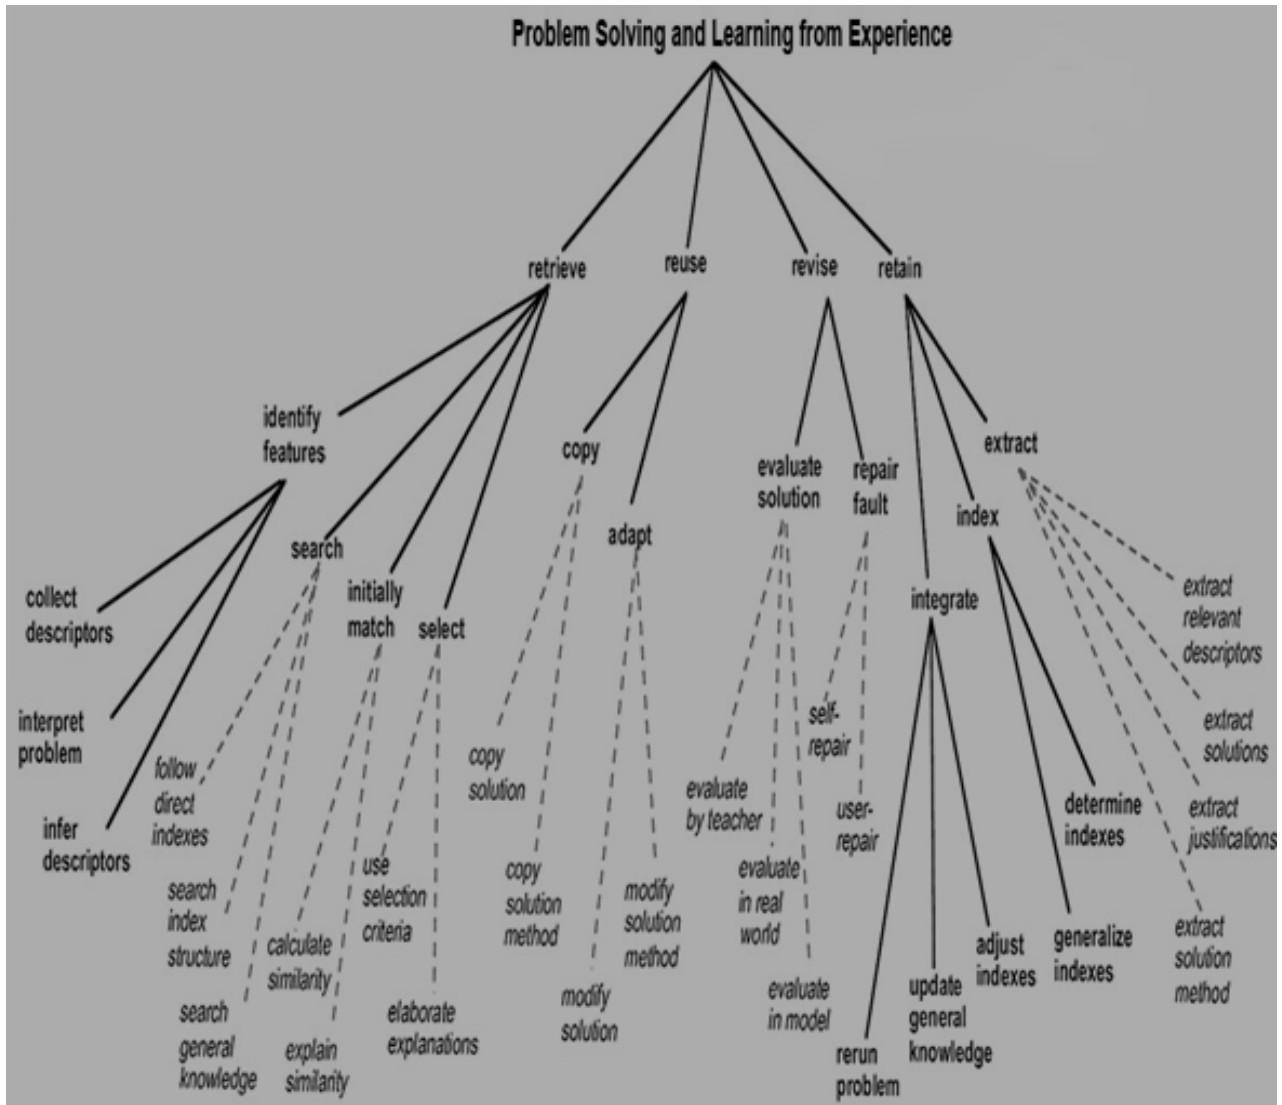 Problem Solving and Learning from Experience
retrieve
reuse
revise
retain
identify
features
search
initially
match
select
copy
adapt
evaluate
solution
repair
fault
integrate
index
extract
collect
descriptors
interpret
problem
infer
descriptors
follow
direct
indexes
search
index
structure
search
general
knowledge
calculate
similarity
explain
similarity
use
selection
criteria
elaborate
explanations
copy
solution
copy
solution
method
modify
solution
modify
solution
method
evaluate
by teacher
evaluate
in real
world
evaluate
in model
self-
repair
user-
repair
rerun
problem
update
general
knowledge
adjust
indexes
generalize
indexes
determine
indexes
extract
relevant
descriptors
extract
solutions
extract
justifications
extract
solution
method